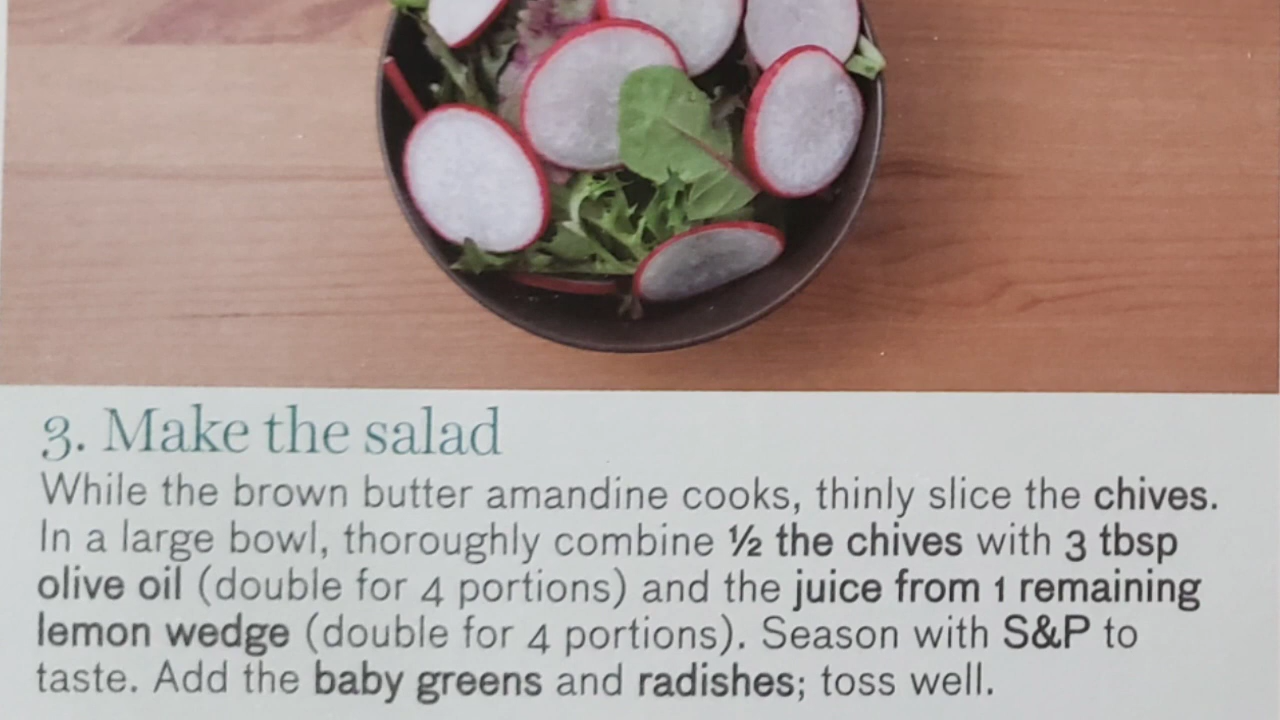 3. Make the salad
While the brown butter amandine cooks, thinly slice the chives.
In a large bowl, thoroughly combine ½ the chives with 3 tbsp
olive oil (double for 4 portions) and the juice from 1 remaining
lemon wedge (double for 4 portions). Season with S&P to
taste. Add the baby greens and radishes; toss well.